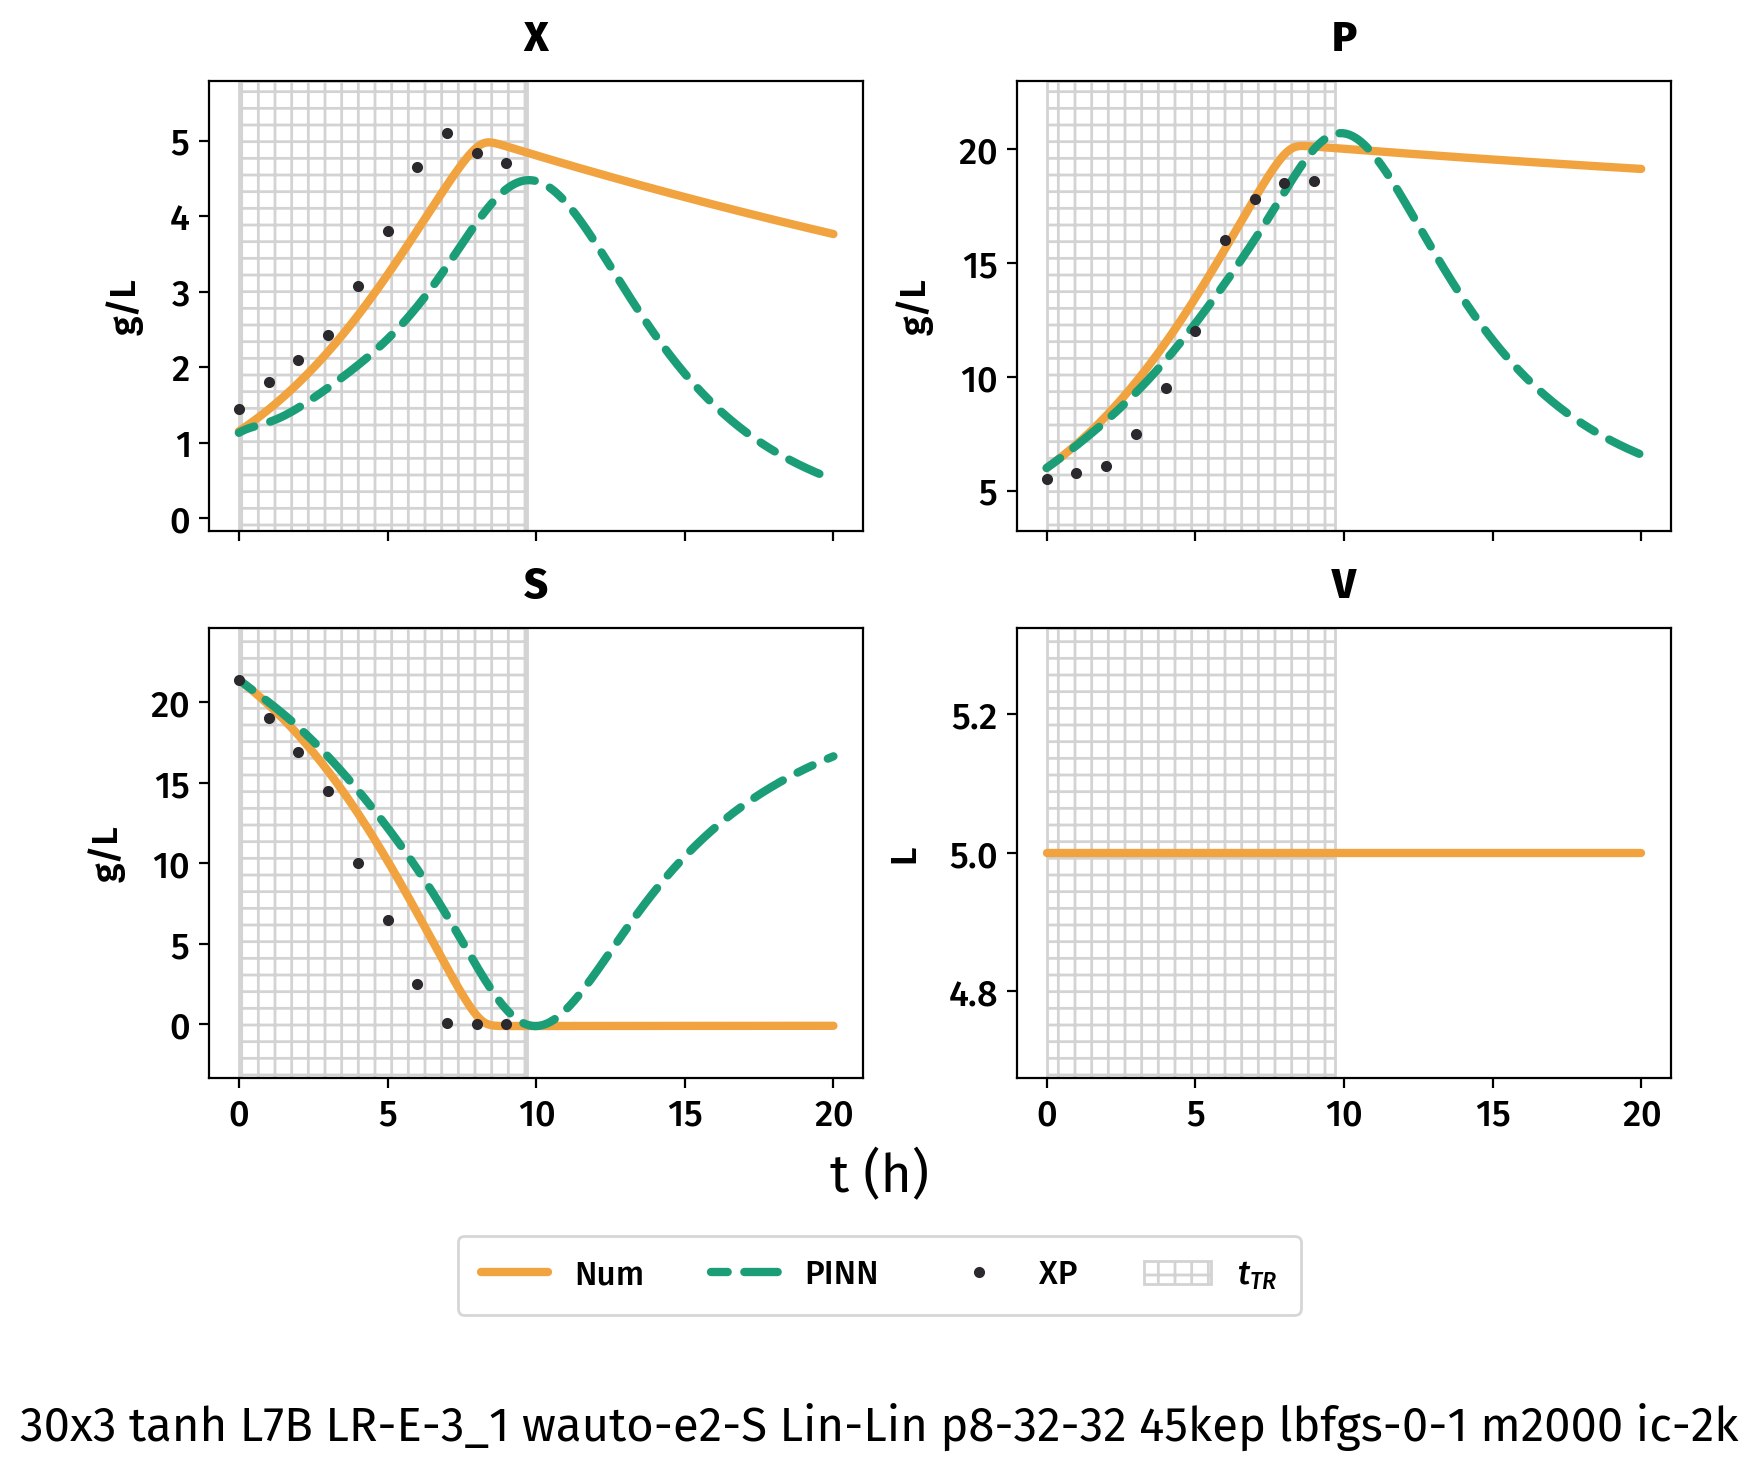 X
P
5
4
3
2
1
0
g/L
20
15
10
5
g/L
S
V
20
15
10
5
0
g/L
5.2
5.0
4.8
L
0 5 10 15 20
0 5 10 15 20
t (h)
Num PINN XP tTR
30x3 tanh L7B LR-E-3_1 wauto-e2-S Lin-Lin p8-32-32 45kep lbfgs-0-1 m2000 ic-2k